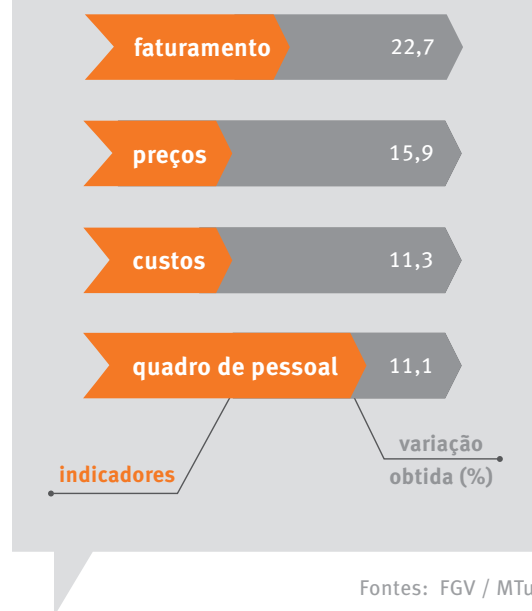 faturamento 22,7
preços 15,9
custos 11,3
quadro de pessoal 11,1
indicadores
variação
obtida (%)
Fontes: FGV / MTu